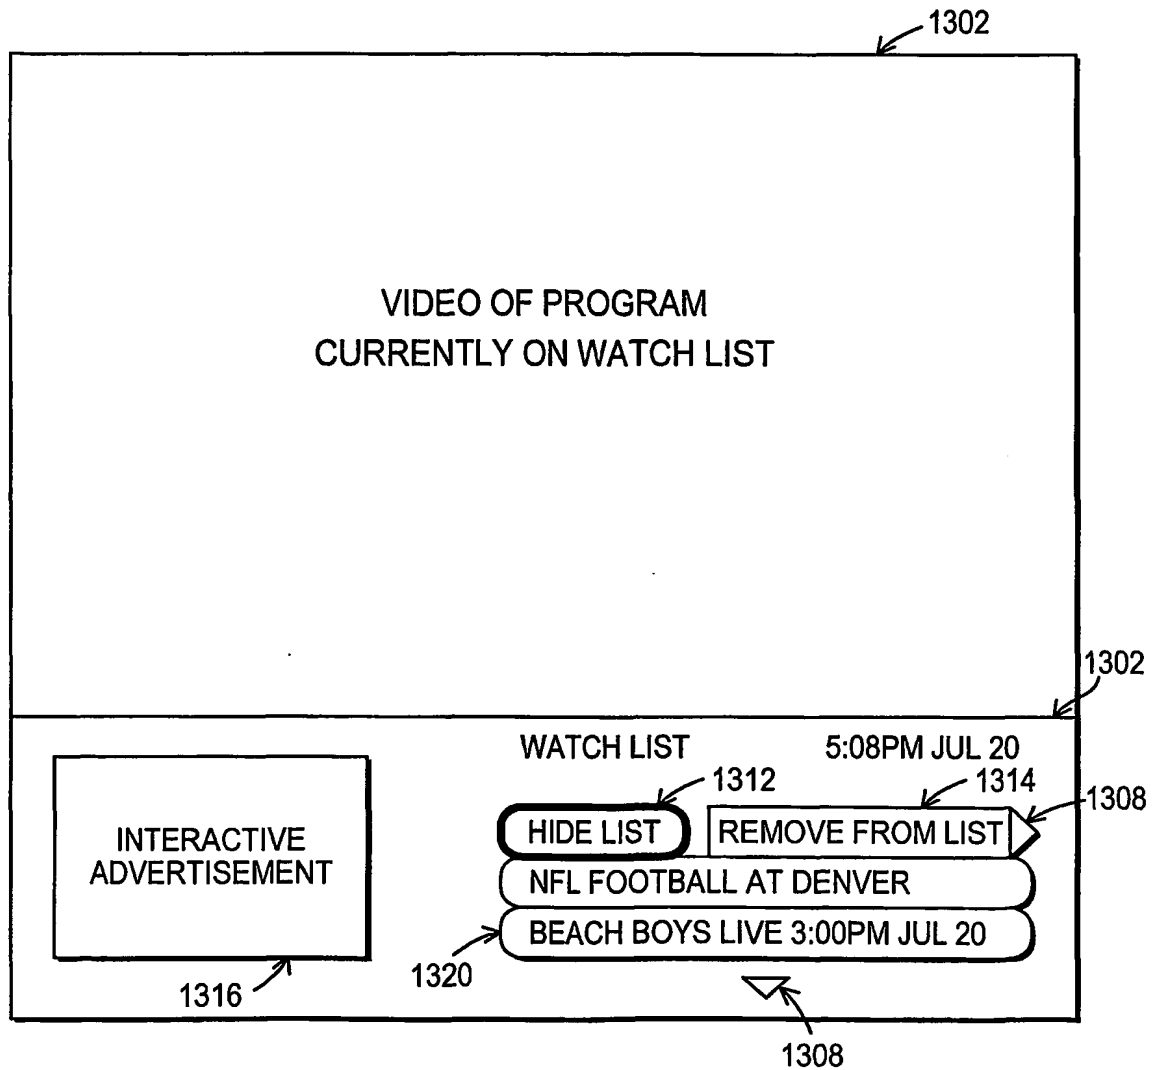 1302
VIDEO OF PROGRAM
CURRENTLY ON WATCH LIST
1302
WATCH LIST 5:08PM JUL 20
1312 1314 1308
HIDE LIST REMOVE FROM LIST
INTERACTIVE
ADVERTISEMENT
NFL FOOTBALL AT DENVER
BEACH BOYS LIVE 3:00PM JUL 20
1320
1316
1308